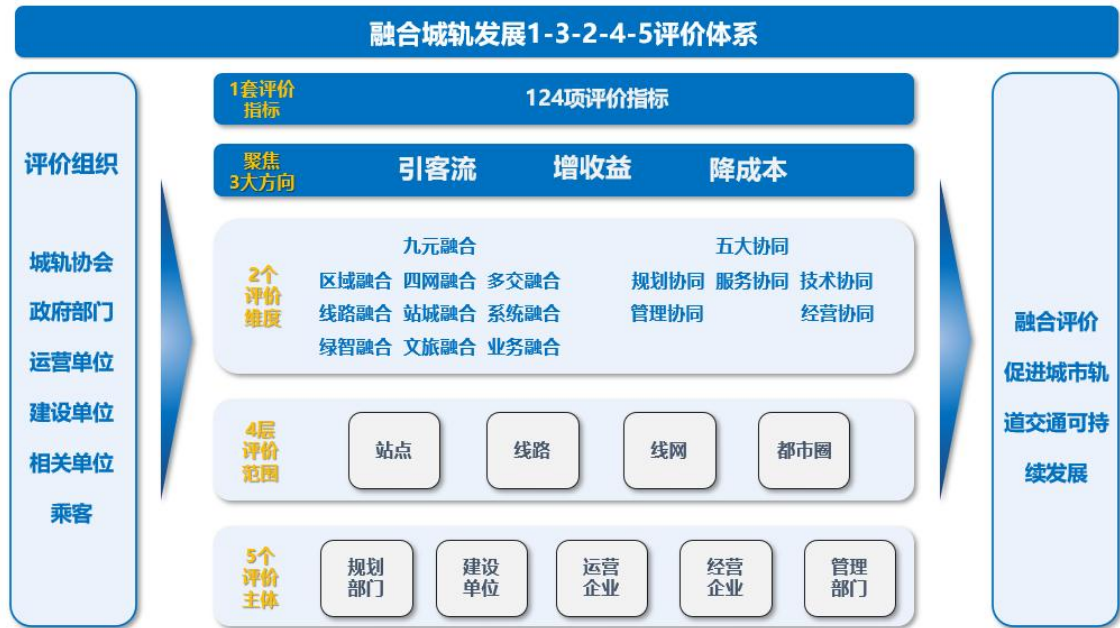 融合城轨发展1-3-2-4-5评价体系
评价组织
城轨协会
政府部门
运营单位
建设单位
相关单位
乘客
1套评价
指标
124项评价指标
聚焦
3大方向
引客流 增收益 降成本
2个
评价
维度
九元融合
区域融合 四网融合 多交融合
线路融合 站城融合 系统融合
绿智融合 文旅融合 业务融合
五大协同
规划协同 服务协同 技术协同
管理协同 经营协同
4层
评价
范围
站点
线路
线网
都市圈
5个
评价
主体
规划
部门
建设
单位
运营
企业
经营
企业
管理
部门
融合评价
促进城市轨
道交通可持
续发展